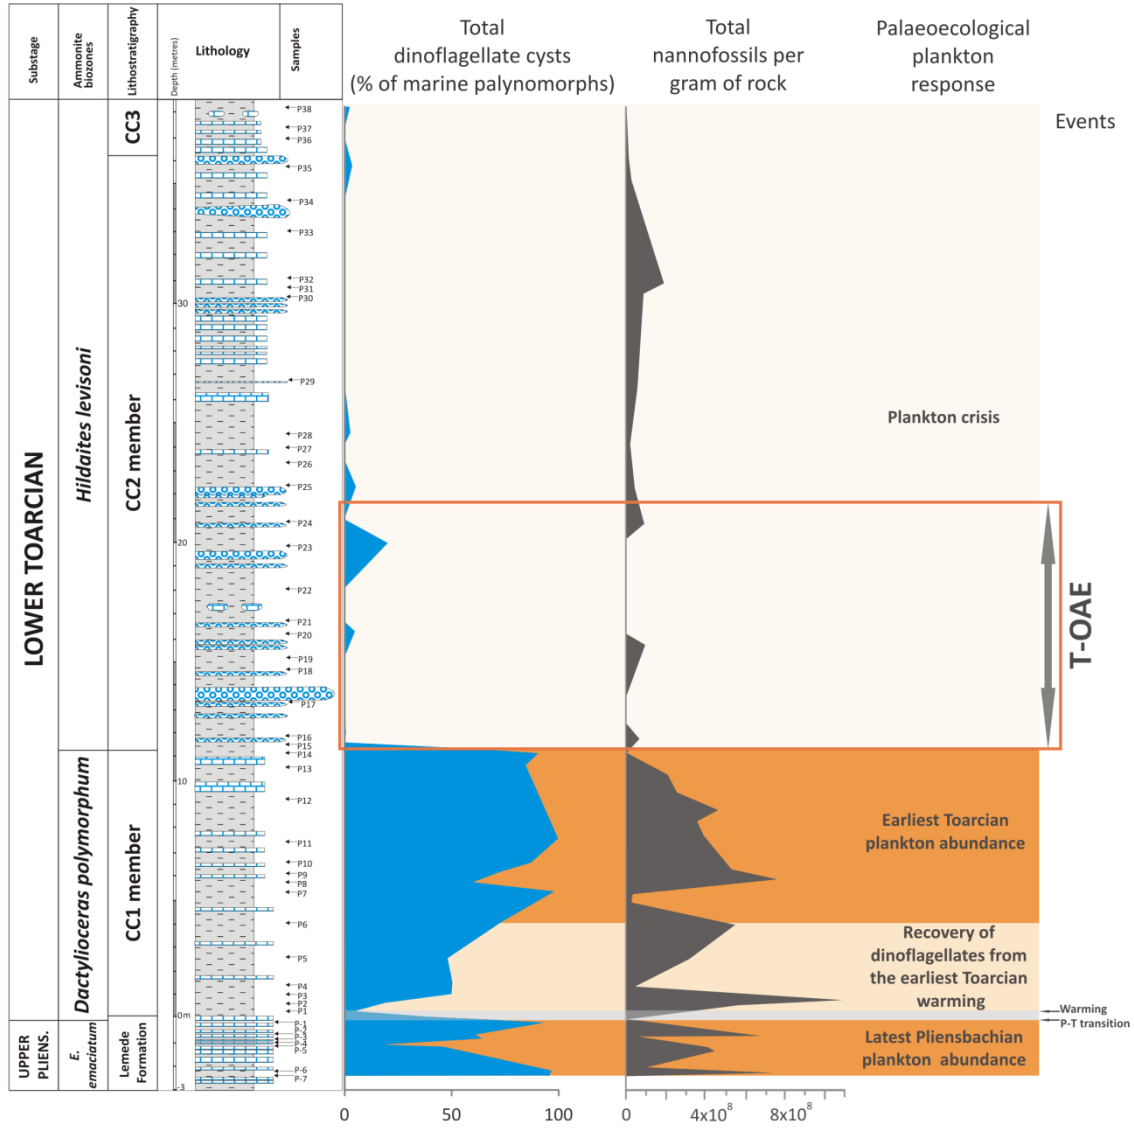 Substage
Ammonite
biozones
Lithostratigraphy
Depth (metres)
Lithology
Samples
Total
dinoflagellate cysts
(% of marine palynomorphs)
Total
nannofossils per
gram of rock
Palaeoecological
plankton
response
Events
LOWER TOARCIAN
UPPER
PLIENS.
Hildaites levisoni
Dactylioceras polymorphum
E.
emaciatum
CC3
CC2 member
CC1 member
Lemede
Formation
30
20
10
0m
-3
P38
P37
P36
P35
P34
P33
P32
P31
P30
P29
P28
P27
P26
P25
P24
P23
P22
P21
P20
P19
P18
P17
P16
P15
P14
P13
P12
P11
P10
P9
P8
P7
P6
P5
P4
P3
P2
P1
P-1
P-2
P-3
P-4
P-5
P-6
P-7
Plankton crisis
T-OAE
Earliest Toarcian
plankton abundance
Recovery of
dinoflagellates from
the earliest Toarcian
warming
Warming
P-T transition
Latest Pliensbachian
plankton abundance
0
50
100
0
4x10⁸
8x10⁸